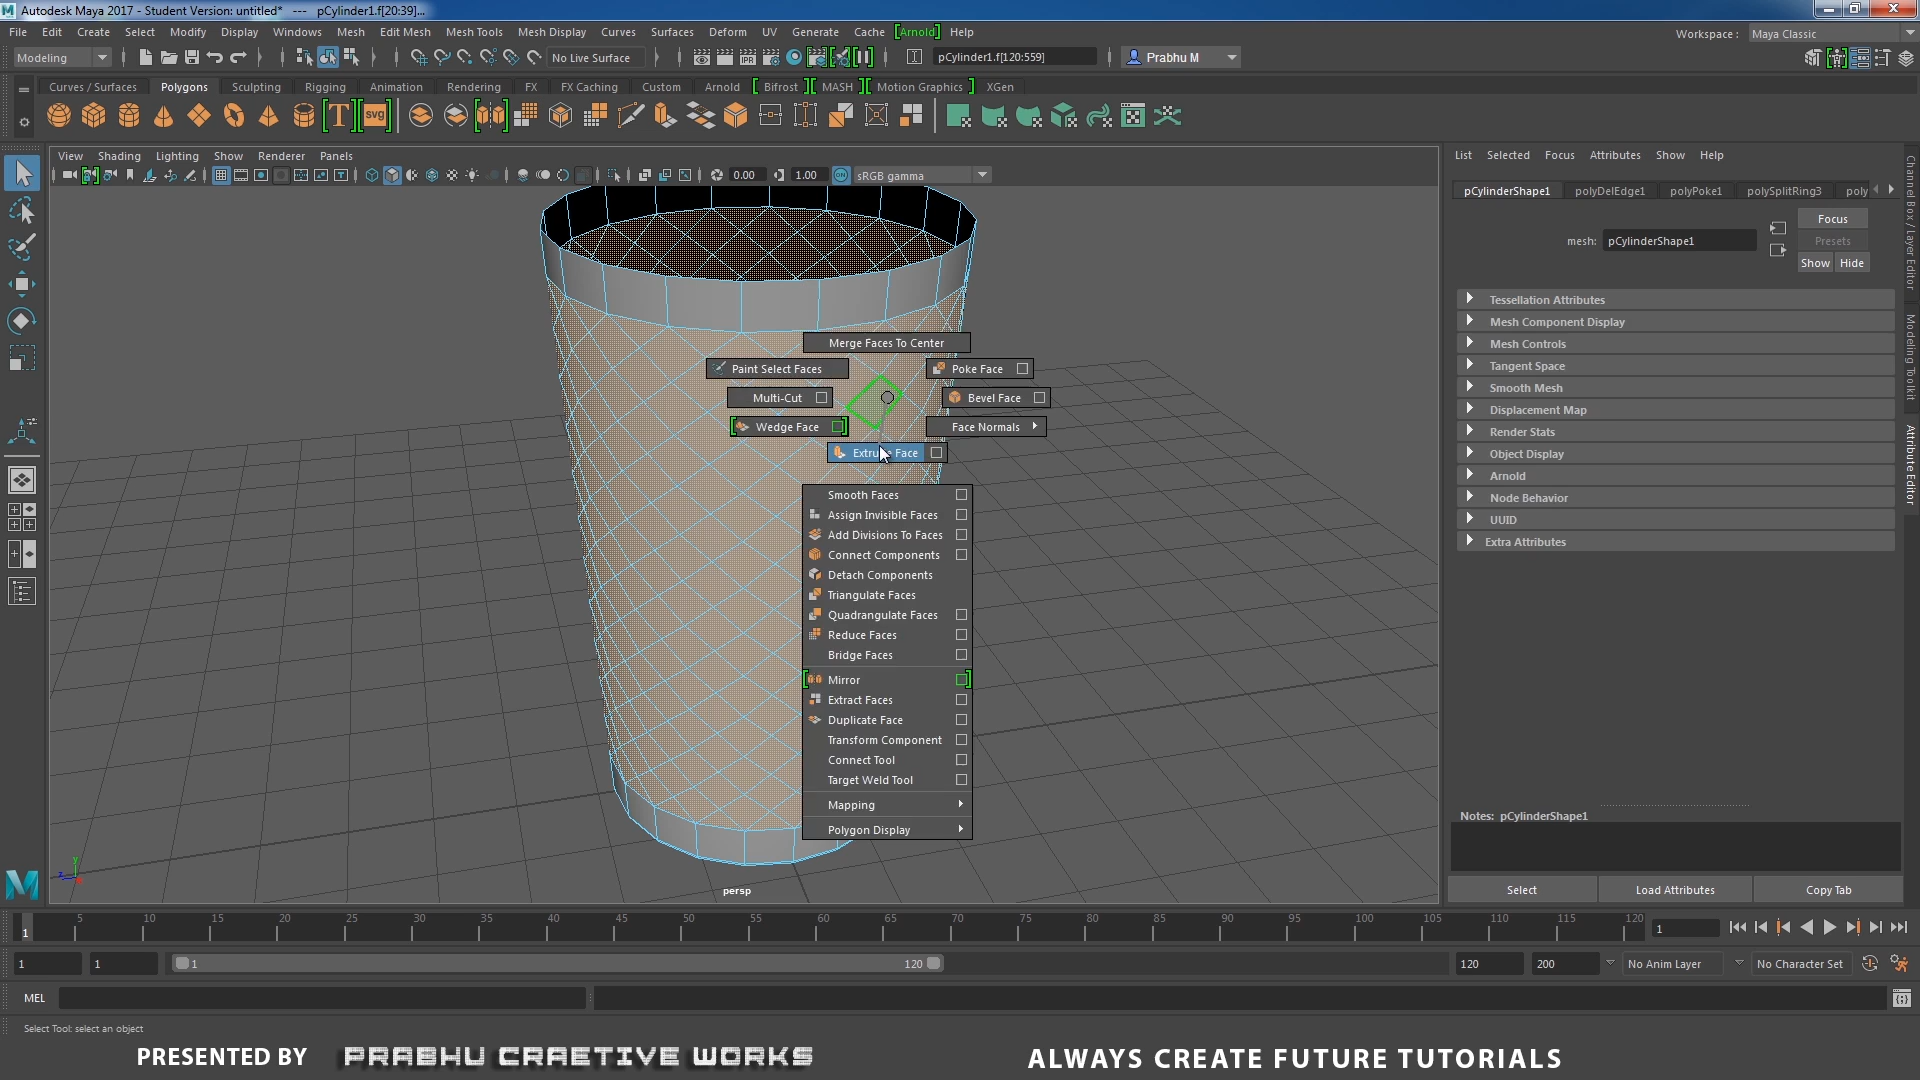 Autodesk Maya 2017 - Student Version: untitled*   ---   pCylinder1.f[20:39]...
File Edit Create Select Modify Display Windows Mesh Edit Mesh Mesh Tools Mesh Display Curves Surfaces Deform UV Generate Cache [Arnold] Help
Workspace : Maya Classic
Modeling No Live Surface pCylinder1.f[120:559] Prabhu M
Curves / Surfaces Polygons Sculpting Rigging Animation Rendering FX FX Caching Custom Arnold Bifrost MASH Motion Graphics XGen
T SVG
View Shading Lighting Show Renderer Panels
0.00 1.00 sRGB gamma
List Selected Focus Attributes Show Help
pCylinderShape1 polyDelEdge1 polyPoke1 polySplitRing3 poly
Focus
mesh: pCylinderShape1
Presets
Show Hide
Tessellation Attributes
Mesh Component Display
Mesh Controls
Tangent Space
Smooth Mesh
Displacement Map
Render Stats
Object Display
Arnold
Node Behavior
UUID
Extra Attributes
Channel Box / Layer Editor
Modeling Toolkit
Attribute Editor
Merge Faces To Center
Paint Select Faces
Poke Face
Multi-Cut
Bevel Face
Wedge Face
Face Normals
Extrude Face
Smooth Faces
Assign Invisible Faces
Add Divisions To Faces
Connect Components
Detach Components
Triangulate Faces
Quadrangulate Faces
Reduce Faces
Bridge Faces
Mirror
Extract Faces
Duplicate Face
Transform Component
Connect Tool
Target Weld Tool
Mapping
Polygon Display
persp
Notes: pCylinderShape1
Select Load Attributes Copy Tab
5 10 15 20 25 30 35 40 45 50 55 60 65 70 75 80 85 90 95 100 105 110 115 120
1 1
1 1 1 120 120 200 No Anim Layer No Character Set
MEL
Select Tool: select an object
PRESENTED BY PRABHU CRAETIVE WORKS ALWAYS CREATE FUTURE TUTORIALS